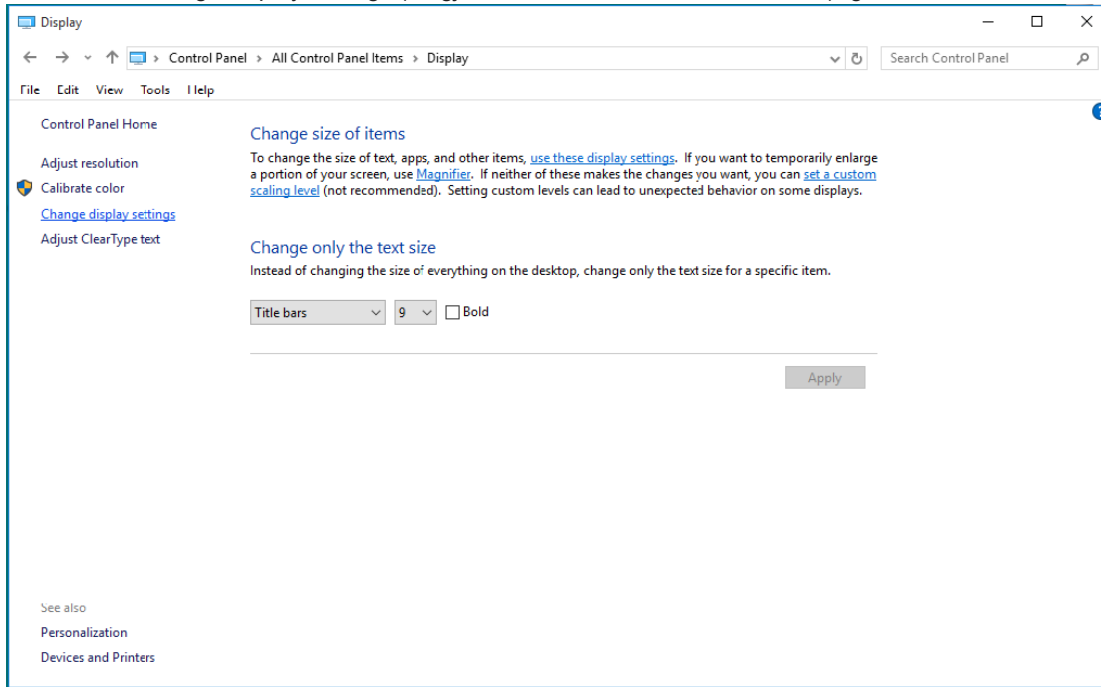 Display
Control Panel > All Control Panel Items > Display
Search Control Panel
File Edit View Tools Help
Control Panel Home
Adjust resolution
Calibrate color
Change display settings
Adjust ClearType text
Change size of items
To change the size of text, apps, and other items, use these display settings. If you want to temporarily enlarge
a portion of your screen, use Magnifier. If neither of these makes the changes you want, you can set a custom
scaling level (not recommended). Setting custom levels can lead to unexpected behavior on some displays.
Change only the text size
Instead of changing the size of everything on the desktop, change only the text size for a specific item.
Title bars 9 Bold
Apply
See also
Personalization
Devices and Printers